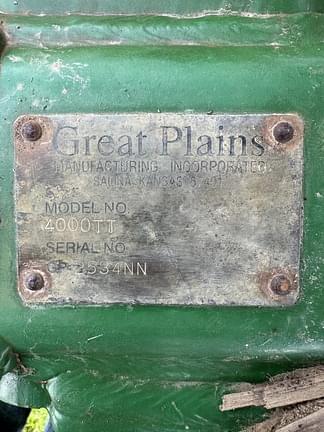 Great Plains
MANUFACTURING INCORPORATED
SALINA, KANSAS
MODEL NO.
4000TT
SERIAL NO.